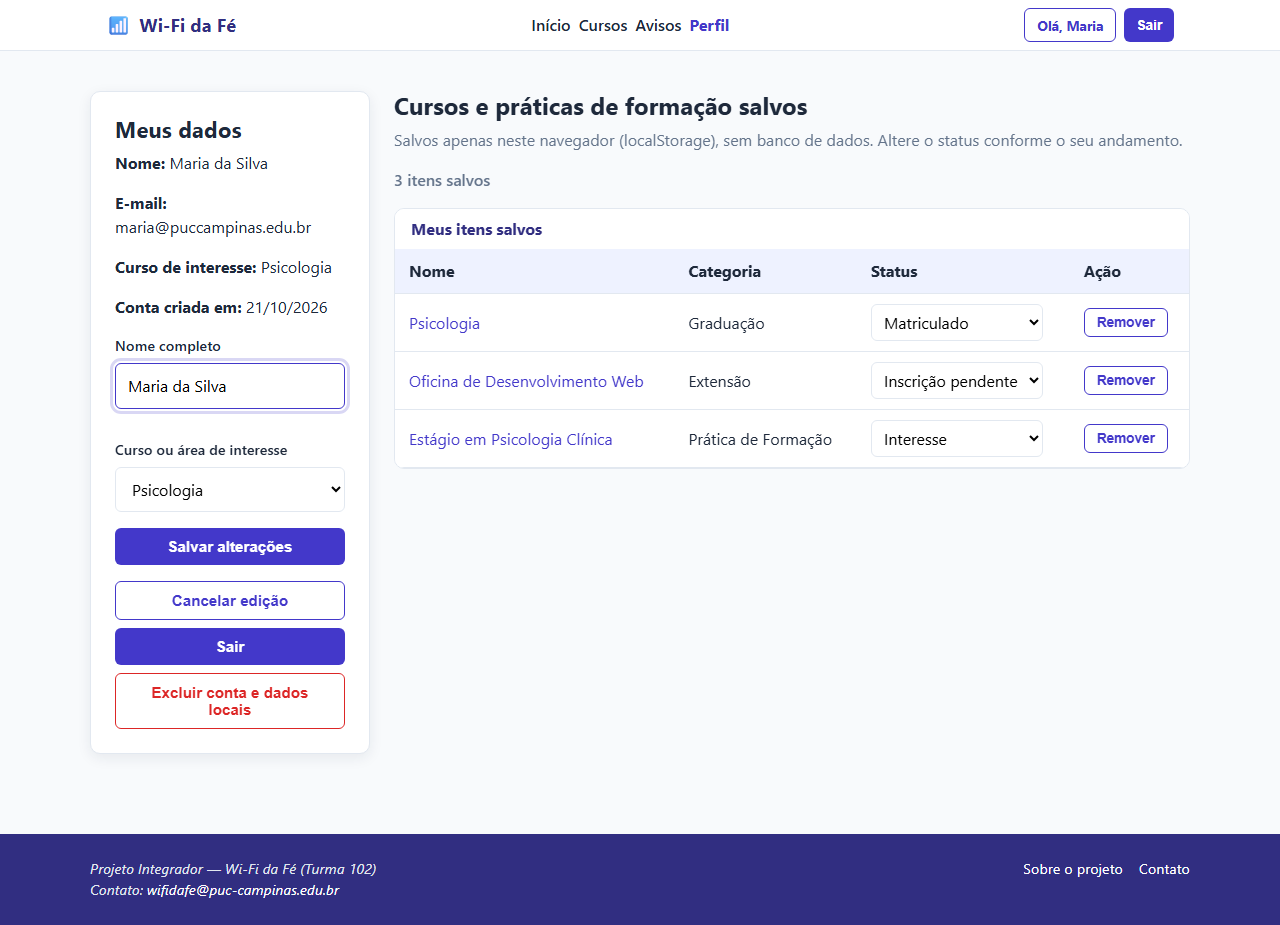 Wi-Fi da Fé
Início Cursos Avisos Perfil
Olá, Maria
Sair
Meus dados
Nome: Maria da Silva
E-mail:
maria@puccampinas.edu.br
Curso de interesse: Psicologia
Conta criada em: 21/10/2026
Nome completo
Maria da Silva
Curso ou área de interesse
Psicologia
Salvar alterações
Cancelar edição
Sair
Excluir conta e dados
locais
Cursos e práticas de formação salvos
Salvos apenas neste navegador (localStorage), sem banco de dados. Altere o status conforme o seu andamento.
3 itens salvos
Meus itens salvos
Nome Categoria Status Ação
Psicologia Graduação Matriculado Remover
Oficina de Desenvolvimento Web Extensão Inscrição pendente Remover
Estágio em Psicologia Clínica Prática de Formação Interesse Remover
Projeto Integrador — Wi-Fi da Fé (Turma 102)
Contato: wifidafe@puc-campinas.edu.br
Sobre o projeto Contato